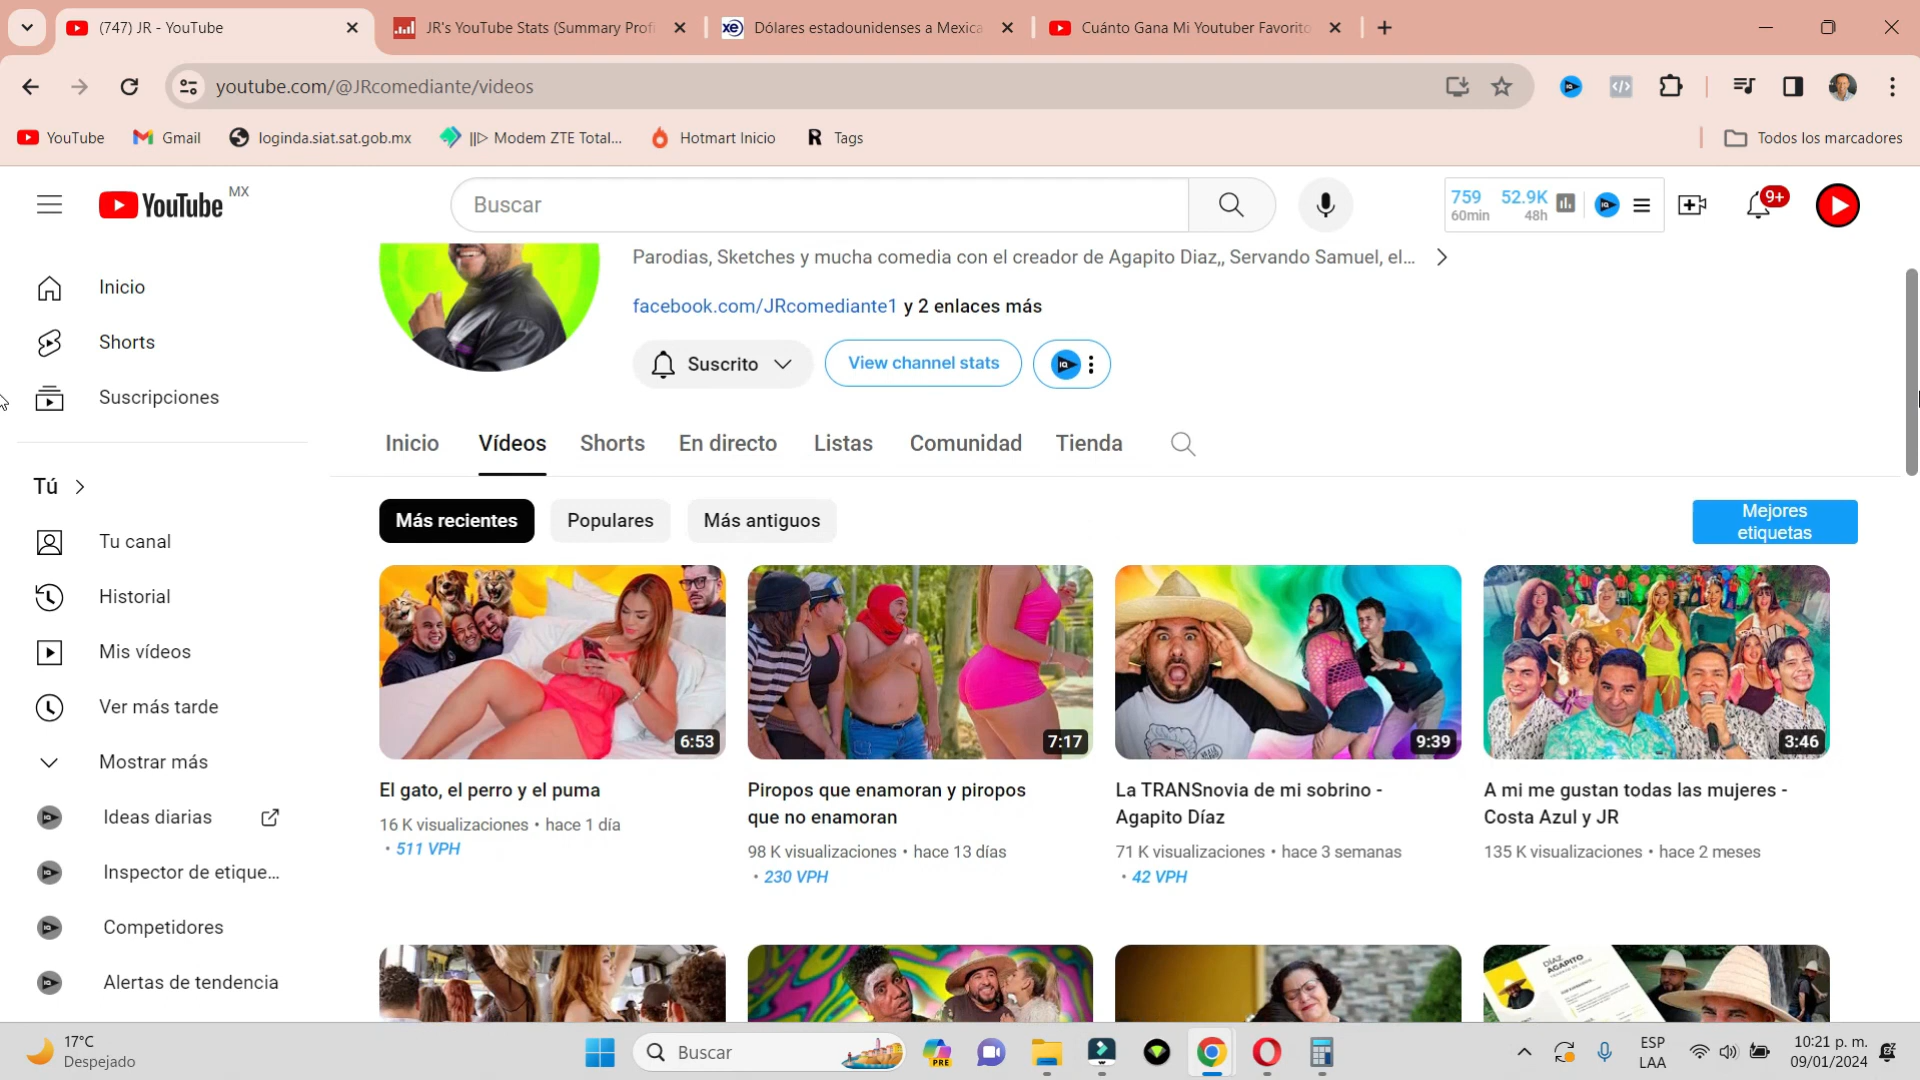 (747) JR - YouTube
JR's YouTube Stats (Summary Profi
xe Dólares estadounidenses a Mexica
Cuánto Gana Mi Youtuber Favorito
youtube.com/@JRcomediante/videos
YouTube
Gmail
loginda.siat.sat.gob.mx
||▷ Modem ZTE Total...
Hotmart Inicio
R Tags
Todos los marcadores
YouTube MX
Buscar
759 52.9K
60min 48h
9+
Parodias, Sketches y mucha comedia con el creador de Agapito Diaz,, Servando Samuel, el...
facebook.com/JRcomediante1 y 2 enlaces más
Suscrito
View channel stats
IQ
Inicio
Shorts
Suscripciones
Tú
Tu canal
Historial
Mis vídeos
Ver más tarde
Mostrar más
Ideas diarias
Inspector de etique...
Competidores
Alertas de tendencia
Inicio Vídeos Shorts En directo Listas Comunidad Tienda
Más recientes Populares Más antiguos
Mejores
etiquetas
6:53
El gato, el perro y el puma
16 K visualizaciones • hace 1 día
• 511 VPH
7:17
Piropos que enamoran y piropos
que no enamoran
98 K visualizaciones • hace 13 días
• 230 VPH
9:39
La TRANSnovia de mi sobrino -
Agapito Díaz
71 K visualizaciones • hace 3 semanas
• 42 VPH
3:46
A mi me gustan todas las mujeres -
Costa Azul y JR
135 K visualizaciones • hace 2 meses
DÍAZ
AGAPITO
17°C
Despejado
Buscar
PRE
ESP
LAA
10:21 p. m.
09/01/2024